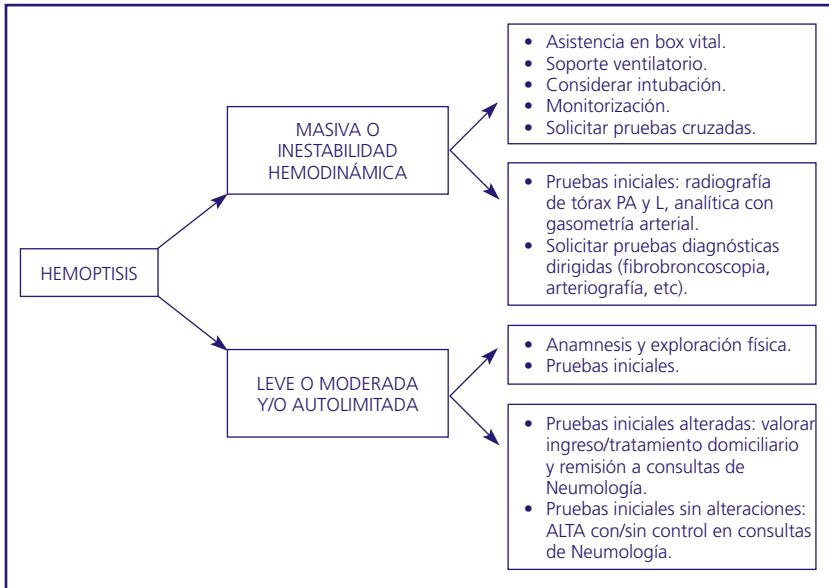 • Asistencia en box vital.
• Soporte ventilatorio.
• Considerar intubación.
• Monitorización.
• Solicitar pruebas cruzadas.
MASIVA O
INESTABILIDAD
HEMODINÁMICA
• Pruebas iniciales: radiografía
de tórax PA y L, analítica con
gasometría arterial.
• Solicitar pruebas diagnósticas
dirigidas (fibrobroncoscopia,
arteriografía, etc).
HEMOPTISIS
• Anamnesis y exploración física.
• Pruebas iniciales.
LEVE O MODERADA
Y/O AUTOLIMITADA
• Pruebas iniciales alteradas: valorar
ingreso/tratamiento domiciliario
y remisión a consultas de
Neumología.
• Pruebas iniciales sin alteraciones:
ALTA con/sin control en consultas
de Neumología.